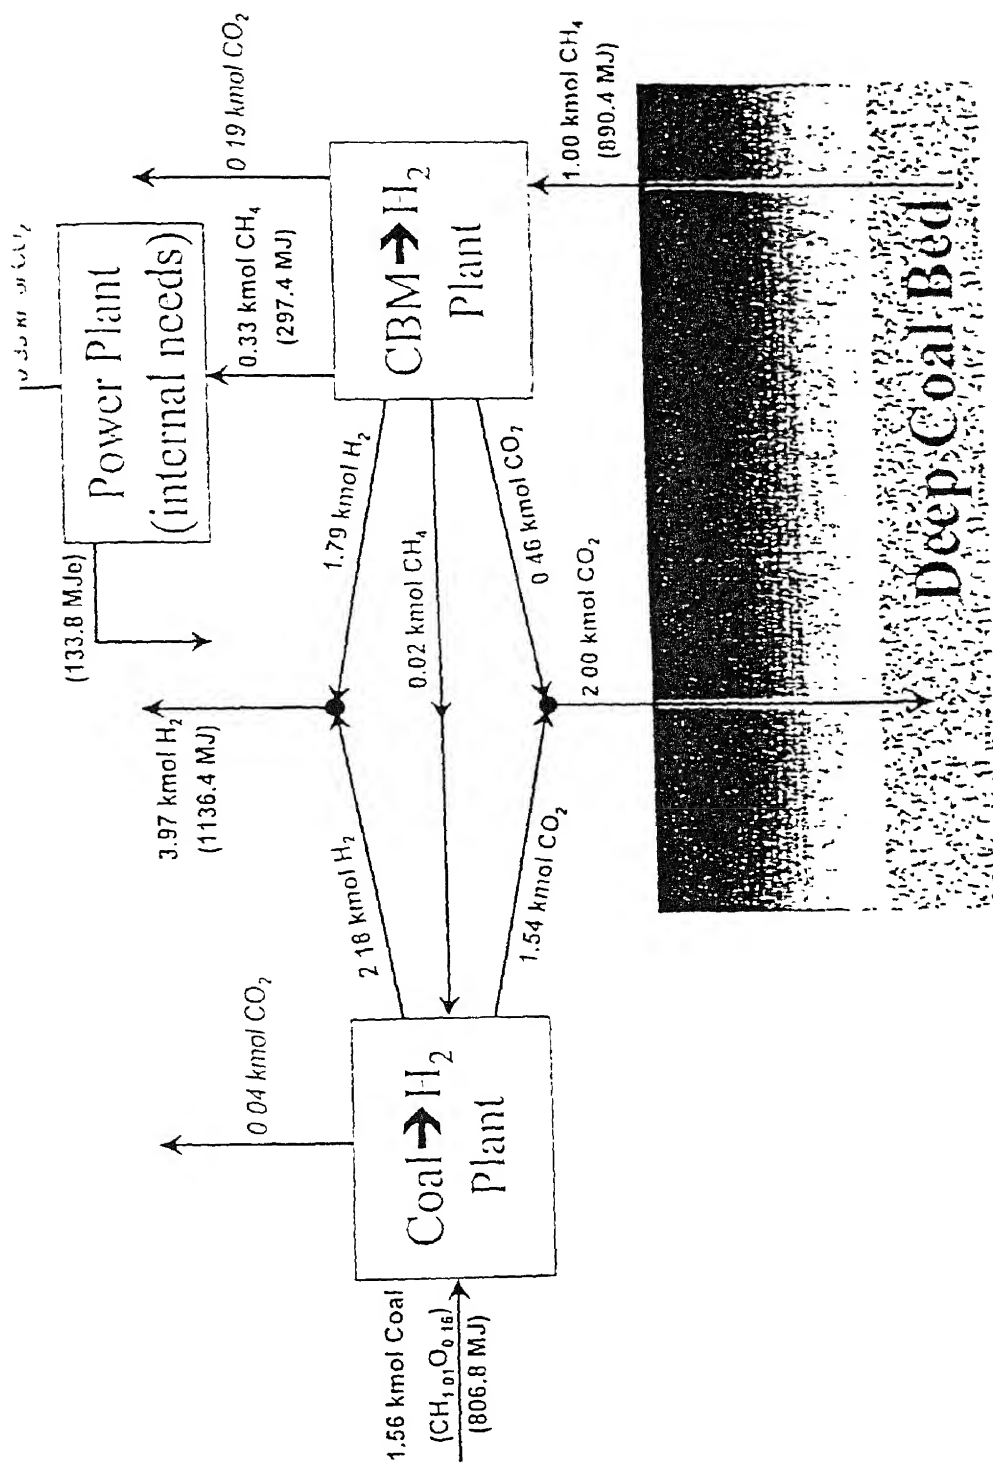 1.56 kmol Coal
(CH1.01O0.16)
(806.8 MJ)
Coal➔H2
Plant
0.04 kmol CO2
2.18 kmol H2
1.54 kmol CO2
3.97 kmol H2
(1136.4 MJ)
(133.8 MJe)
1.79 kmol H2
0.02 kmol CH4
0.46 kmol CO2
2.00 kmol CO2
Power Plant
(internal needs)
0.33 kmol CH4
(297.4 MJ)
0.19 kmol CO2
CBM➔H2
Plant
1.00 kmol CH4
(890.4 MJ)
Deep Coal Bed